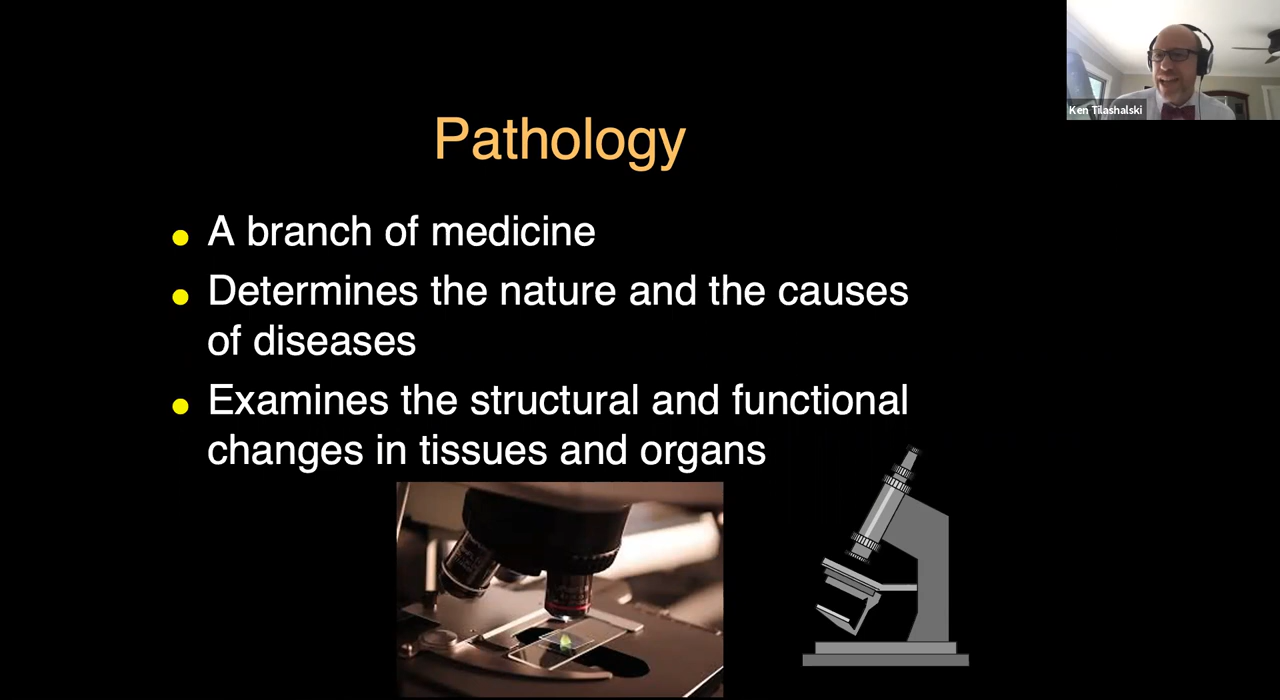 Pathology
Ken Tilashalski
A branch of medicine
Determines the nature and the causes
of diseases
Examines the structural and functional
changes in tissues and organs